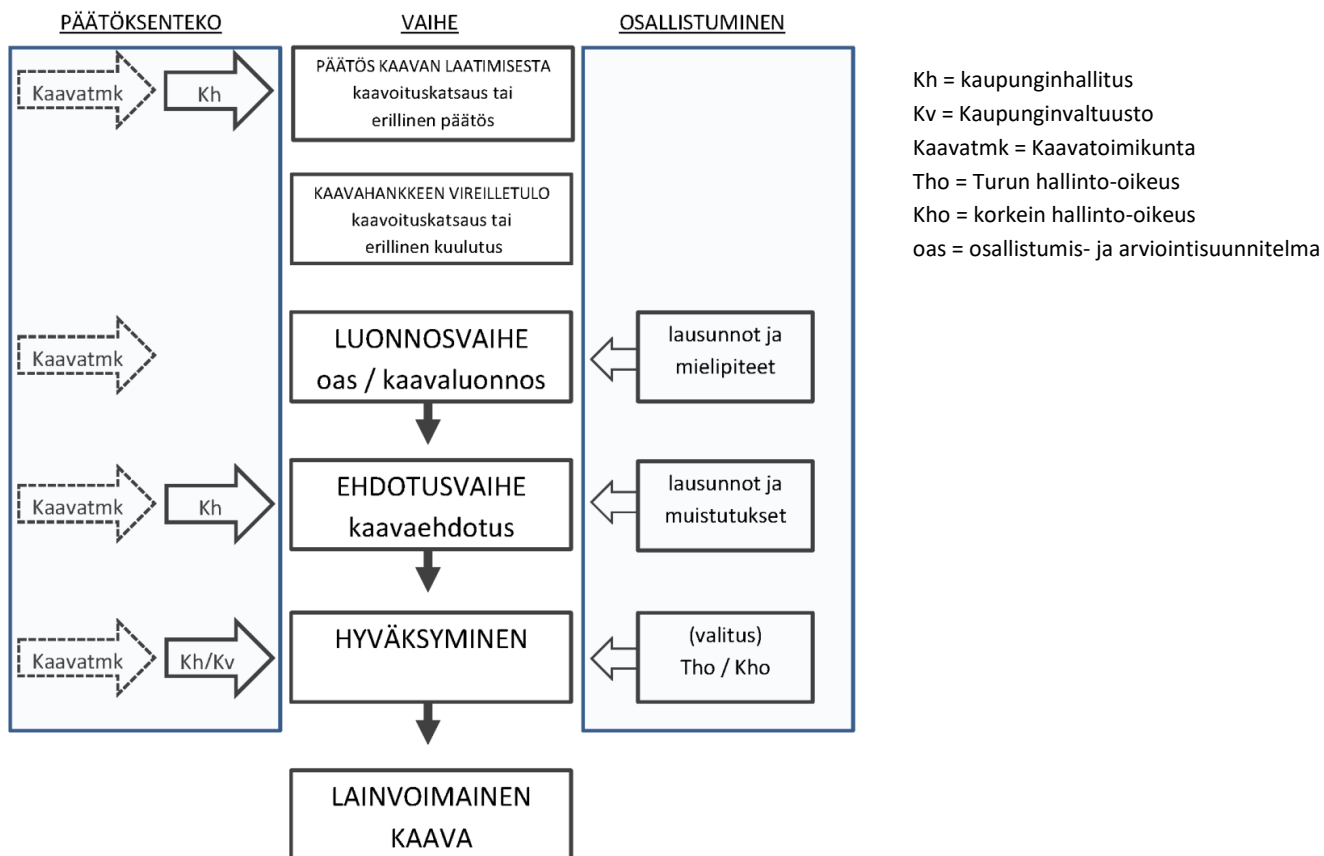 PÄÄTÖKSENTEKO
VAIHE
OSALLISTUMINEN
Kaavatmk
Kh
PÄÄTÖS KAAVAN LAATIMISESTA
kaavoituskatsaus tai
erillinen päätös
KAAVAHANKKEEN VIREILLETULO
kaavoituskatsaus tai
erillinen kuulutus
Kaavatmk
LUONNOSVAIHE
oas / kaavaluonnos
lausunnot ja
mielipiteet
Kaavatmk
Kh
EHDOTUSVAIHE
kaavaehdotus
lausunnot ja
muistutukset
Kaavatmk
Kh/Kv
HYVÄKSYMINEN
(valitus)
Tho / Kho
LAINVOIMAINEN
KAAVA
Kh = kaupunginhallitus
Kv = Kaupunginvaltuusto
Kaavatmk = Kaavatoimikunta
Tho = Turun hallinto-oikeus
Kho = korkein hallinto-oikeus
oas = osallistumis- ja arviointisuunnitelma